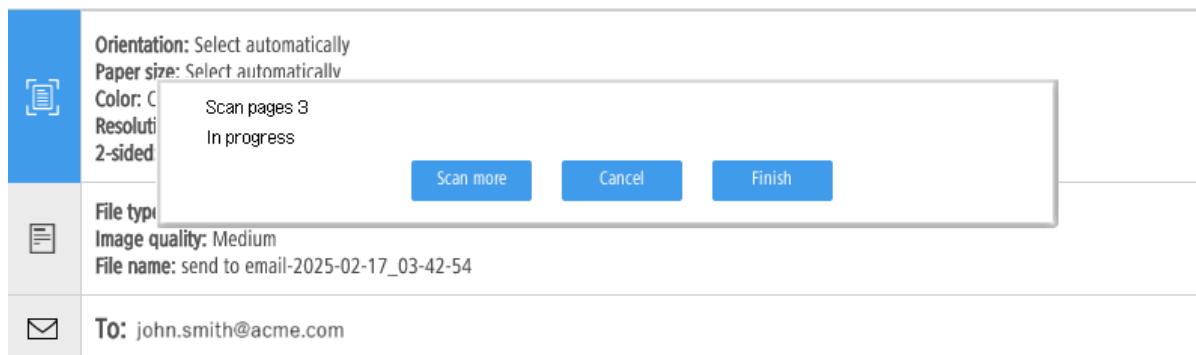 Orientation: Select automatically
Paper size: Select automatically
Color:
Scan pages 3
Resoluti
In progress
2-sided
Scan more Cancel Finish
File type
Image quality: Medium
File name: send to email-2025-02-17_03-42-54
To: john.smith@acme.com